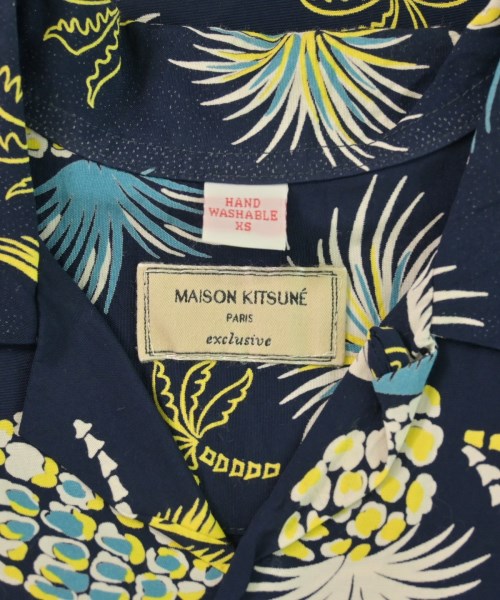 HAND
WASHABLE
XS
MAISON KITSUNÉ
PARIS
exclusive